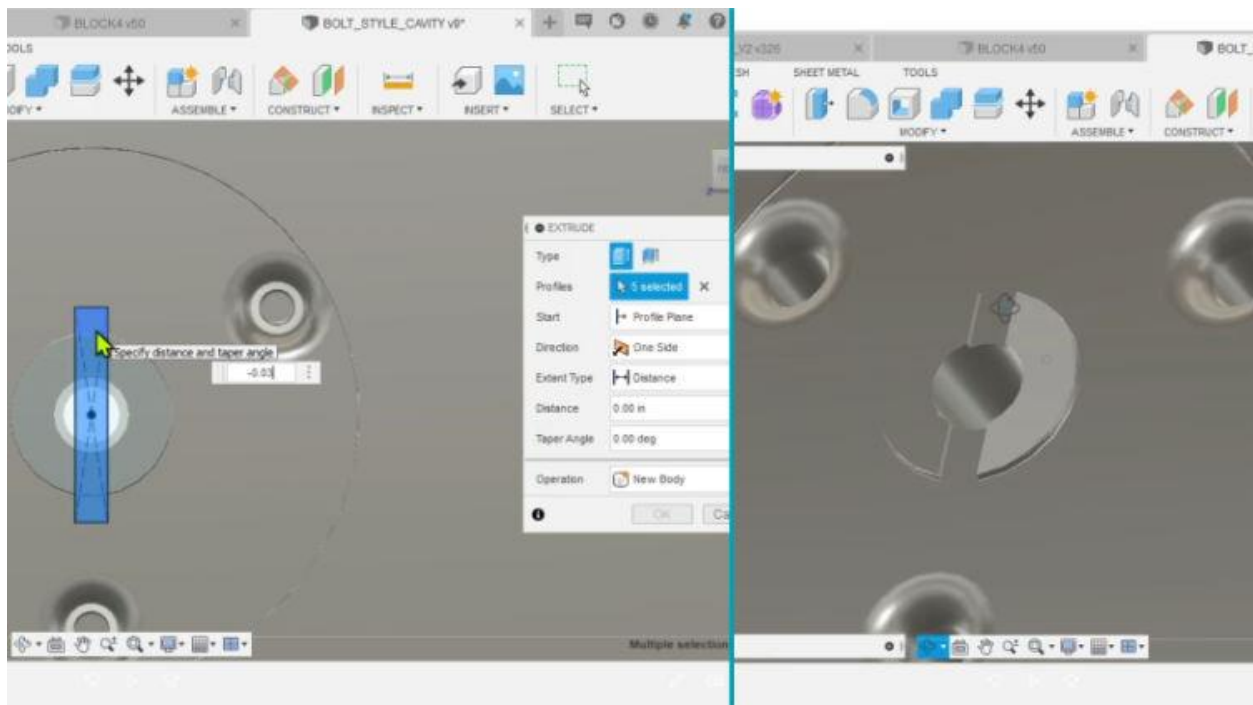 BLOCK4 v50
BOLT_STYLE_CAVITY v9*
OOLS
ODIFY
ASSEMBLE
CONSTRUCT
INSPECT
INSERT
SELECT
EXTRUDE
Type
Profiles
5 selected
Start
Profile Plane
Direction
One Side
Extent Type
Distance
Distance
0.00 in
Taper Angle
0.00 deg
Operation
New Body
OK
Ca
Specify distance and taper angle
-0.03
Multiple selection
_V2 v326
BLOCK4 v50
BOLT_
SH
SHEET METAL
TOOLS
MODIFY
ASSEMBLE
CONSTRUCT